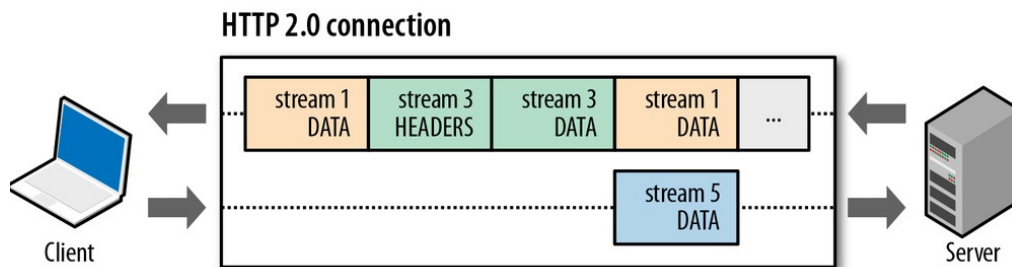 HTTP 2.0 connection
stream 1
DATA
stream 3
HEADERS
stream 3
DATA
stream 1
DATA
...
stream 5
DATA
Client
Server